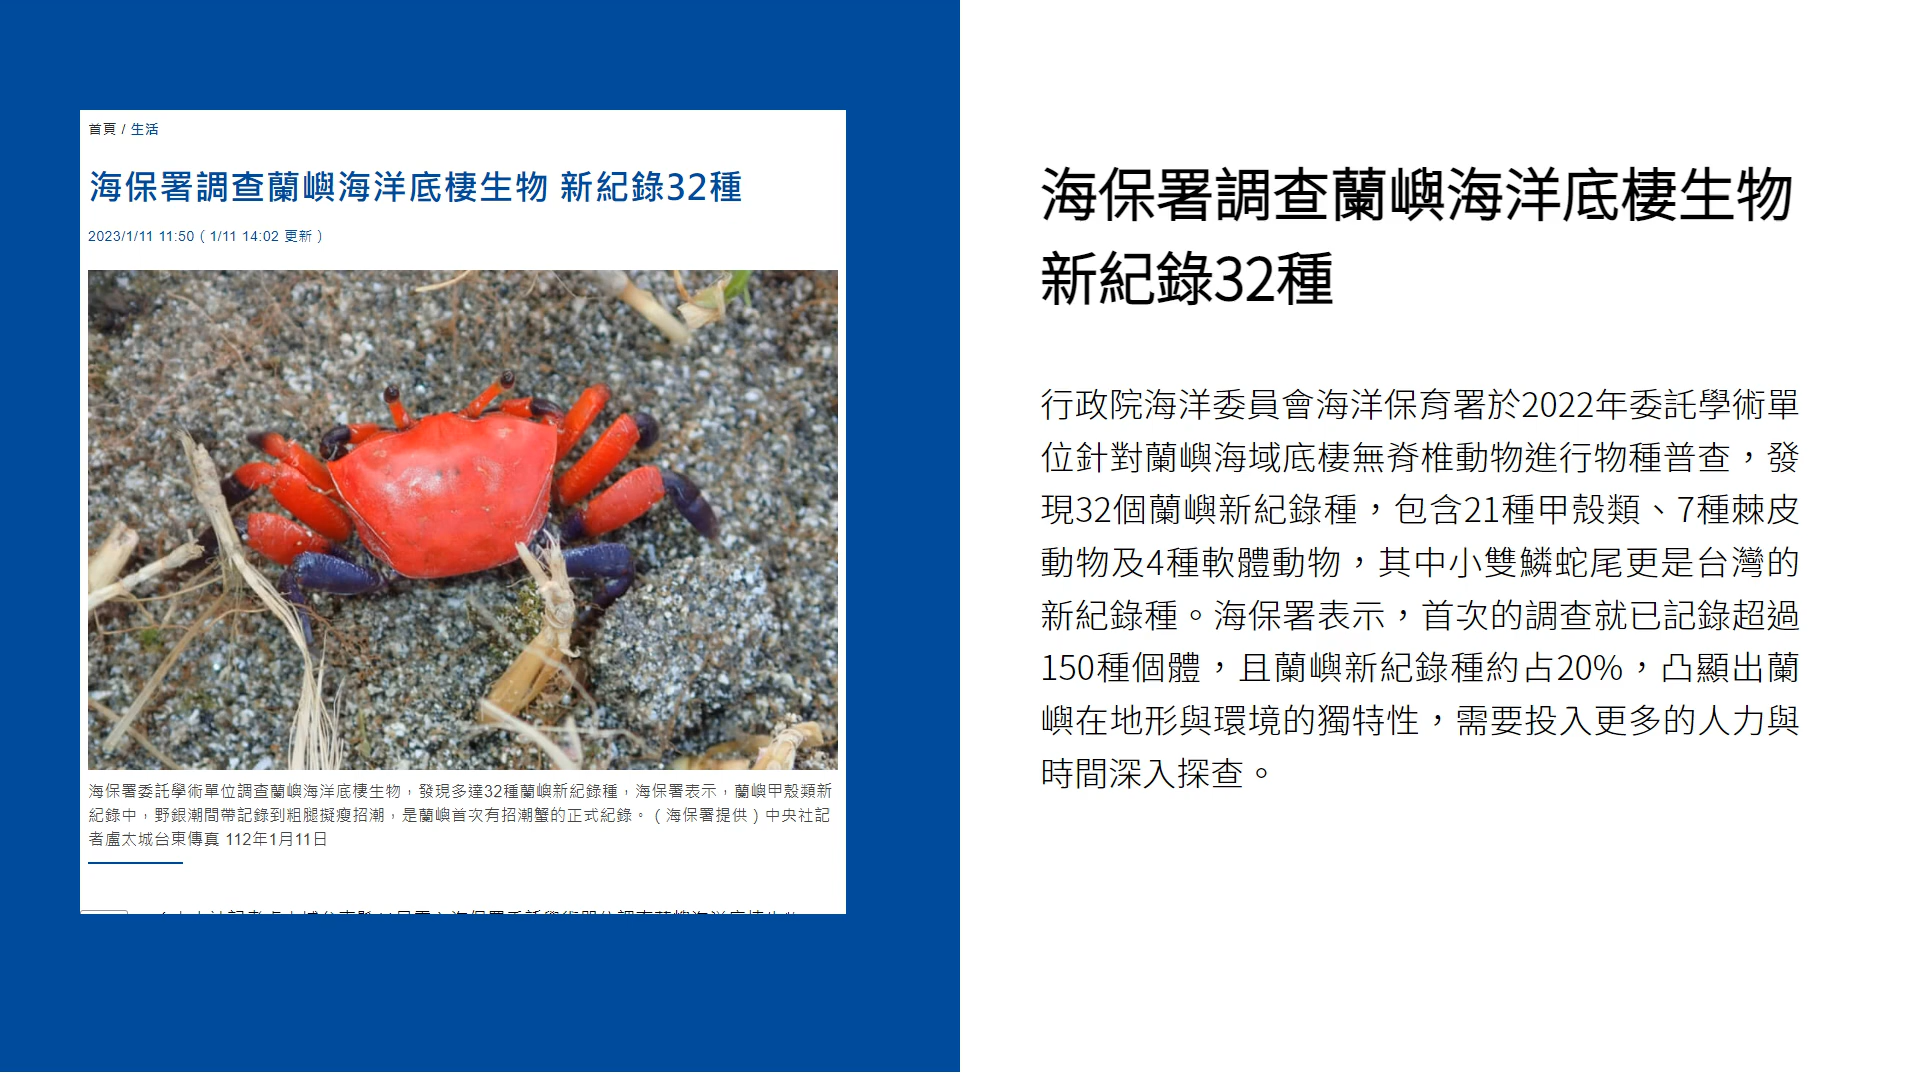 首頁 / 生活
海保署調查蘭嶼海洋底棲生物 新紀錄32種
2023/1/11 11:50（1/11 14:02 更新）
海保署委託學術單位調查蘭嶼海洋底棲生物，發現多達32種蘭嶼新紀錄種，海保署表示，蘭嶼甲殼類新
紀錄中，野銀潮間帶記錄到粗腿擬瘦招潮，是蘭嶼首次有招潮蟹的正式紀錄。（海保署提供）中央社記
者盧太城台東傳真 112年1月11日
海保署調查蘭嶼海洋底棲生物
新紀錄32種
行政院海洋委員會海洋保育署於2022年委託學術單
位針對蘭嶼海域底棲無脊椎動物進行物種普查，發
現32個蘭嶼新紀錄種，包含21種甲殼類、7種棘皮
動物及4種軟體動物，其中小雙鱗蛇尾更是台灣的
新紀錄種。海保署表示，首次的調查就已記錄超過
150種個體，且蘭嶼新紀錄種約占20%，凸顯出蘭
嶼在地形與環境的獨特性，需要投入更多的人力與
時間深入探查。